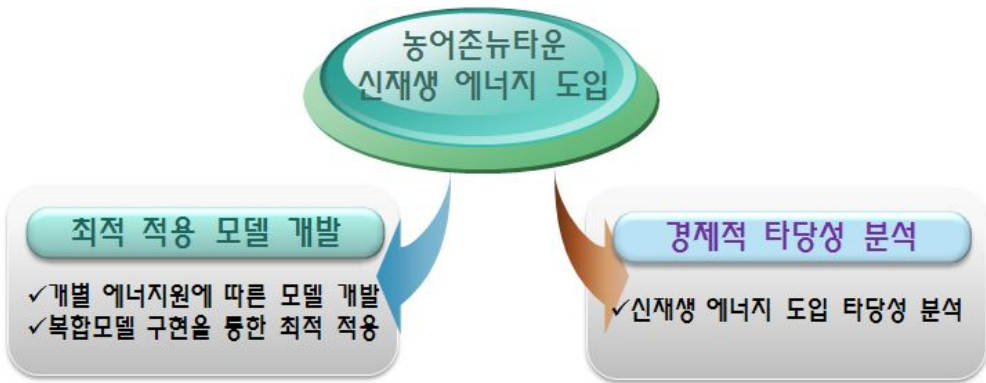 농어촌뉴타운
신재생 에너지 도입
최적 적용 모델 개발
✓개별 에너지원에 따른 모델 개발
✓복합모델 구현을 통한 최적 적용
경제적 타당성 분석
✓신재생 에너지 도입 타당성 분석